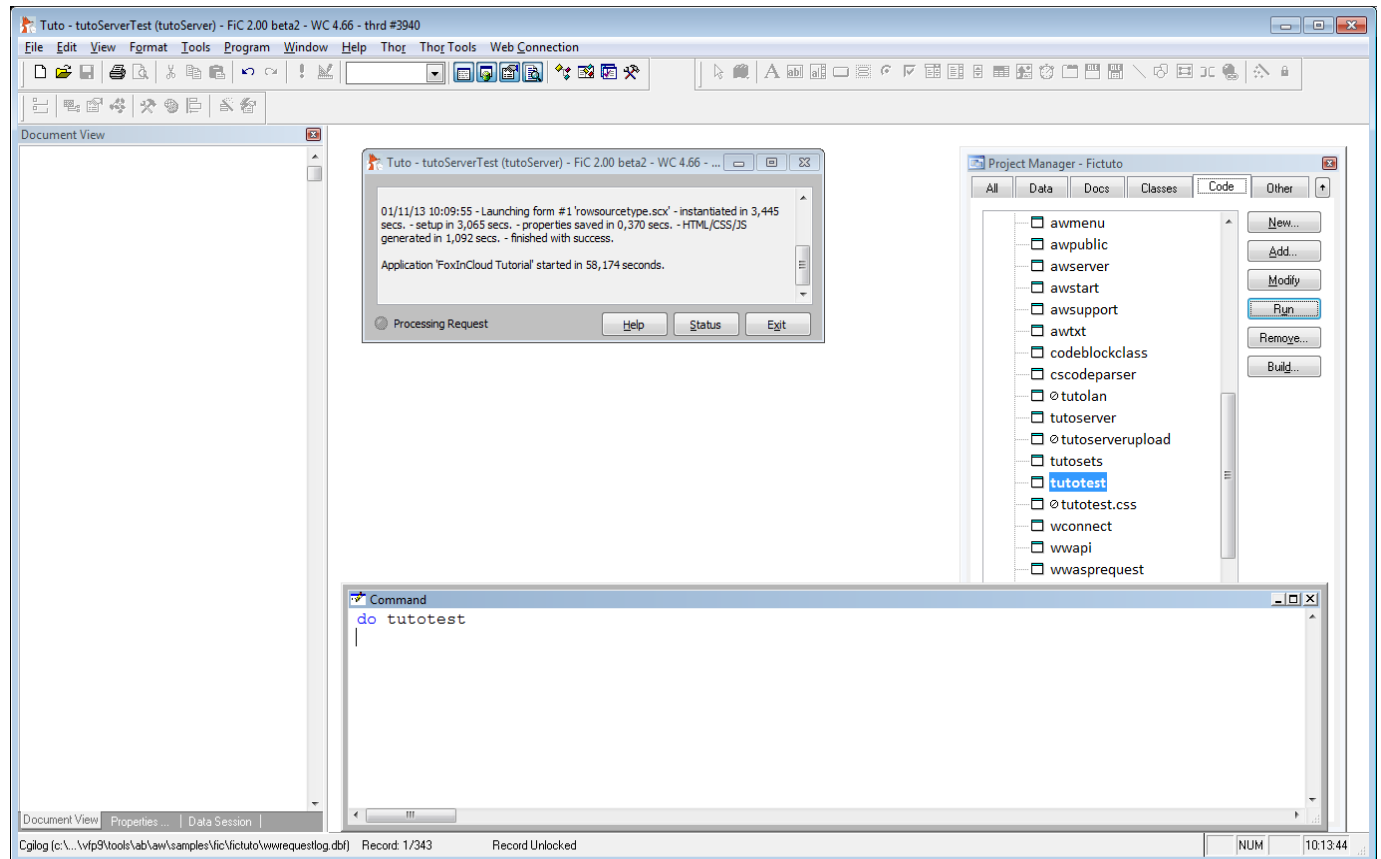 Tuto - tutoServerTest (tutoServer) - FiC 2.00 beta2 - WC 4.66 - thrd #3940
File Edit View Format Tools Program Window Help Thor Thor Tools Web Connection
Document View
Tuto - tutoServerTest (tutoServer) - FiC 2.00 beta2 - WC 4.66 - ...
01/11/13 10:09:55 - Launching form #1 'rowsourcetype.scx' - instantiated in 3,445
secs. - setup in 3,065 secs. - properties saved in 0,370 secs. - HTML/CSS/JS
generated in 1,092 secs. - finished with success.
Application 'FoxInCloud Tutorial' started in 58,174 seconds.
Processing Request
Help Status Exit
Project Manager - Fictuto
All Data Docs Classes Code Other
awmenu
awpublic
awserver
awstart
awsupport
awtxt
codeblockclass
cscodeparser
tutolan
tutoserver
tutoserverupload
tutosets
tutotest
tutotest.css
wconnect
wwapi
wwasprequest
New...
Add...
Modify
Run
Remove...
Build...
Command
do tutotest
Document View Properties ... Data Session
Cgilog (c:\...\vfp9\tools\ab\aw\samples\fic\fictuto\wwrequestlog.dbf) Record: 1/343 Record Unlocked NUM 10:13:44